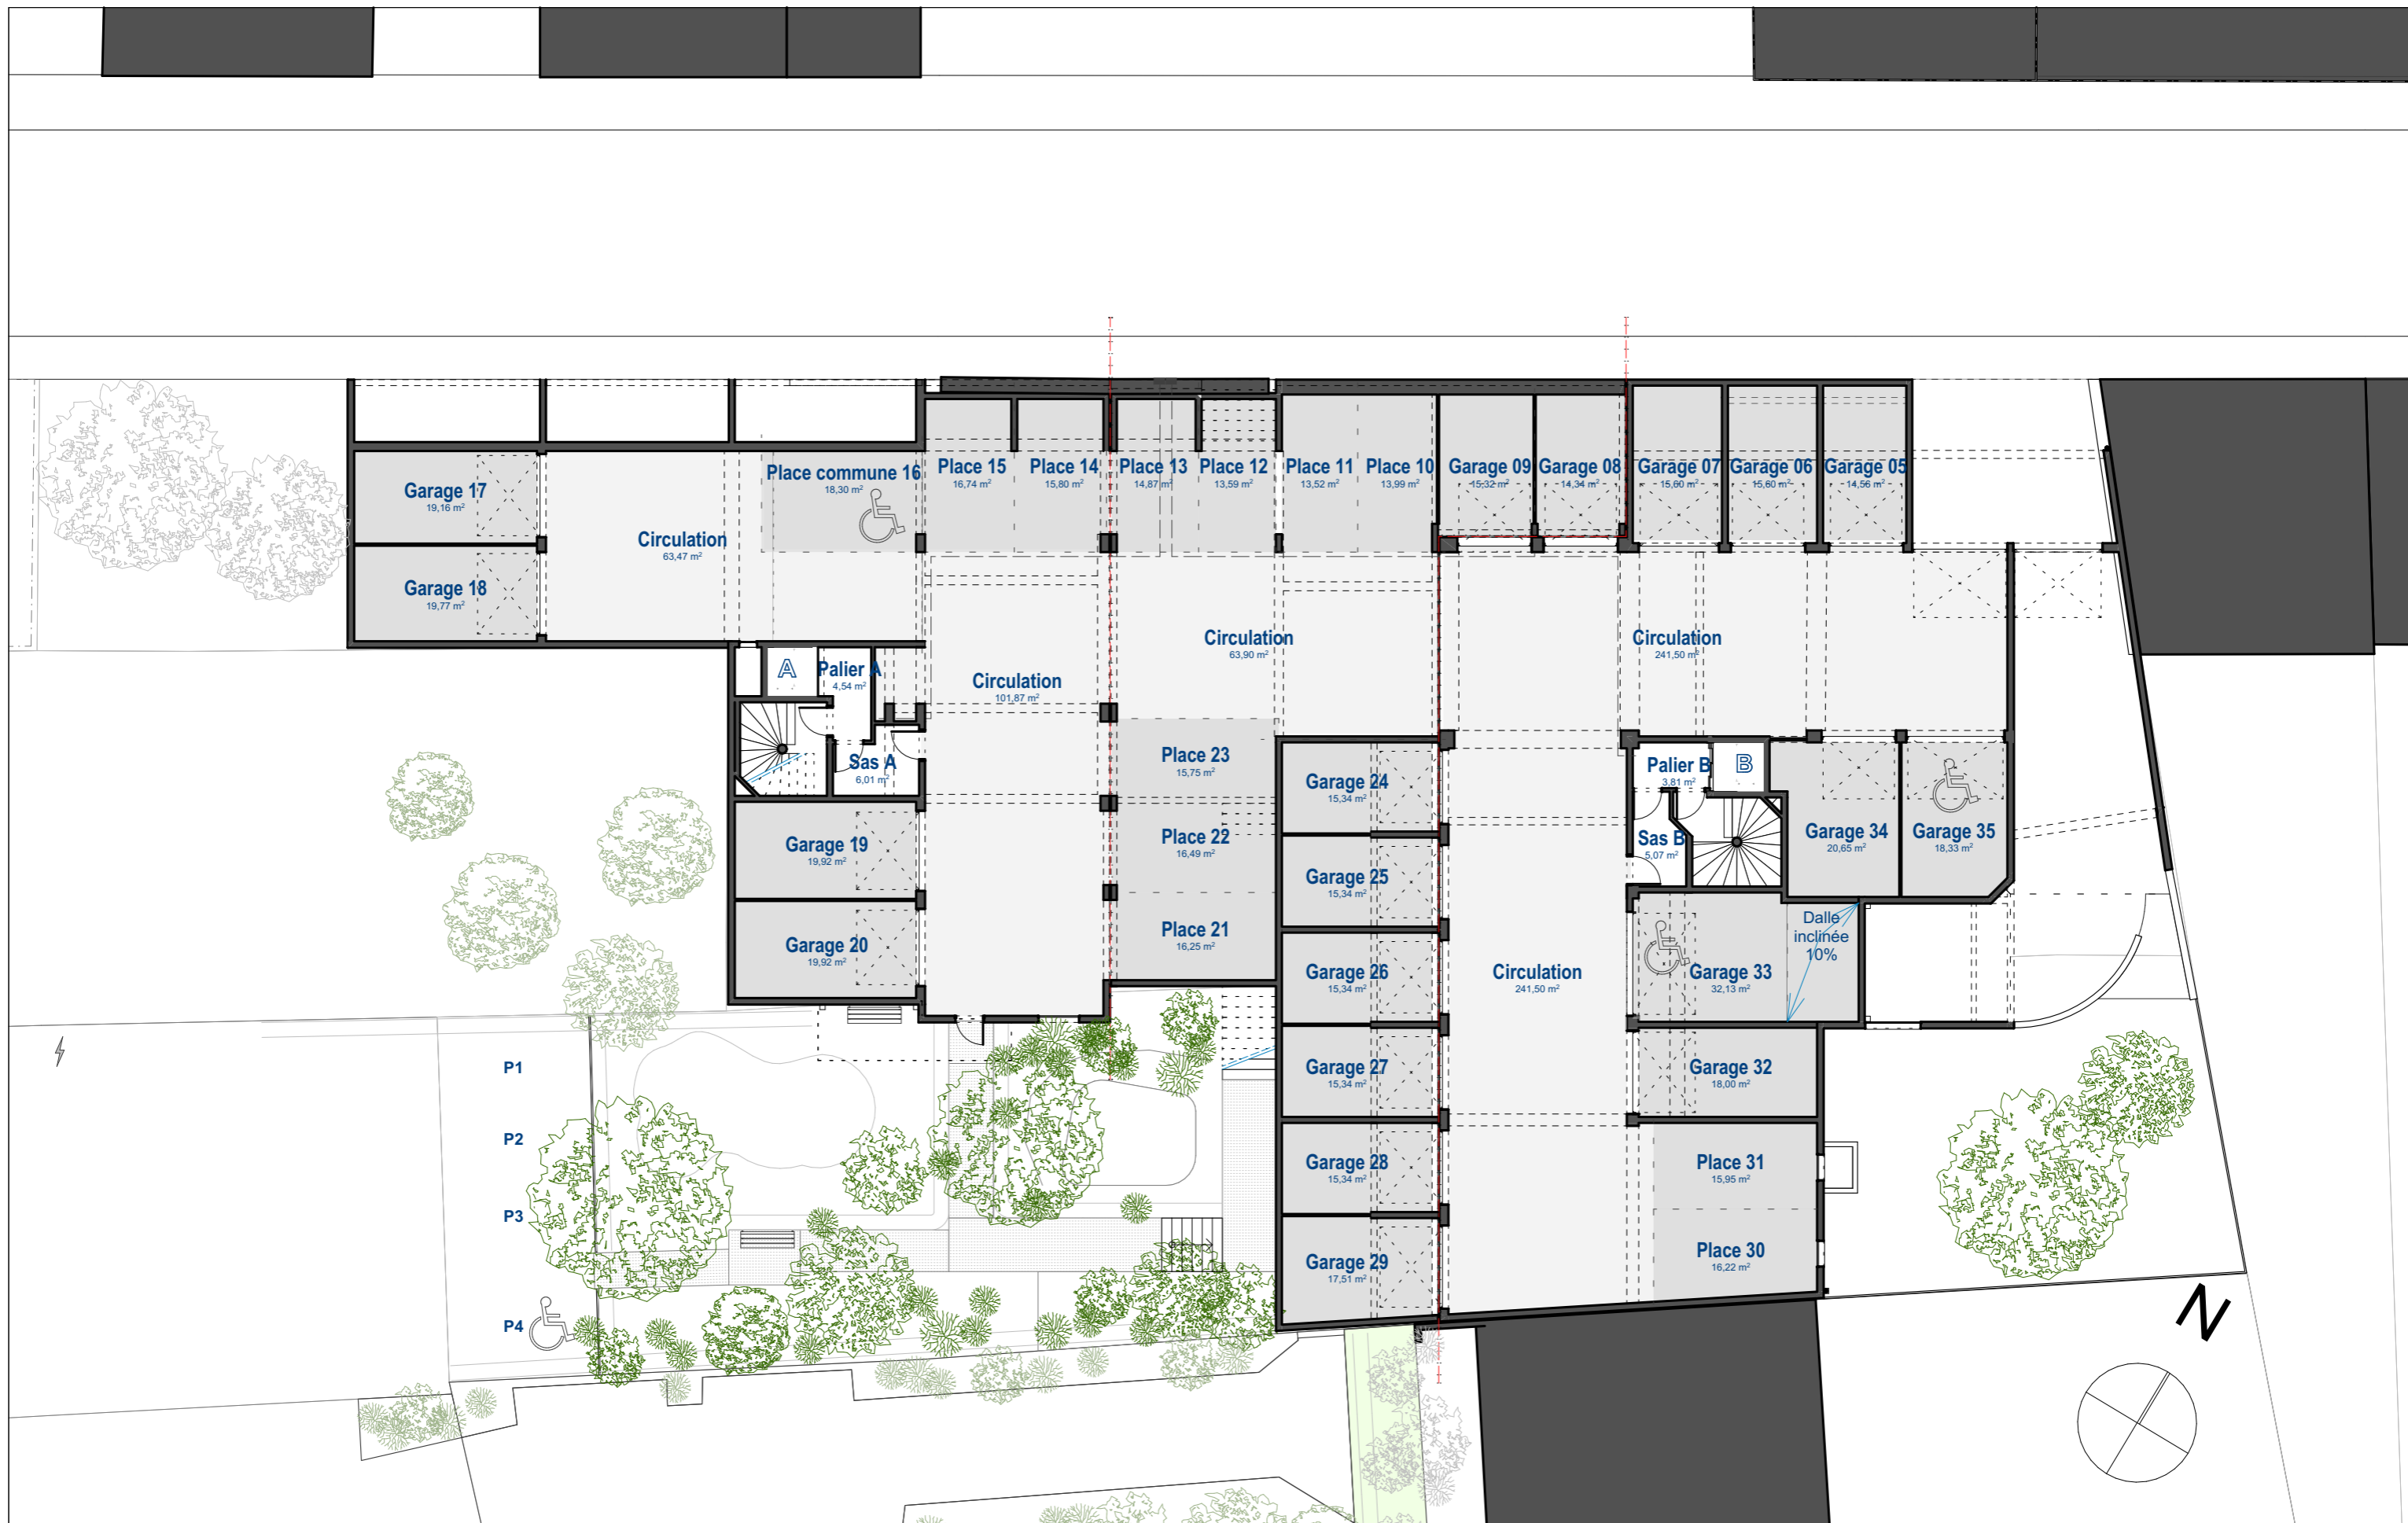 Place commune 16
18,30 m²
Place 15
16,74 m²
Place 14
15,80 m²
Place 13
14,87 m²
Place 12
13,59 m²
Place 11
13,52 m²
Place 10
13,99 m²
Garage 09
15,32 m²
Garage 08
14,34 m²
Garage 07
15,60 m²
Garage 06
15,60 m²
Garage 05
14,56 m²
Garage 17
19,16 m²
Circulation
63,47 m²
Garage 18
19,77 m²
Circulation
63,90 m²
Circulation
241,50 m²
A
Palier A
4,54 m²
Circulation
101,87 m²
Sas A
6,01 m²
Place 23
15,75 m²
Garage 24
15,34 m²
Palier B
3,81 m²
B
Garage 19
19,92 m²
Place 22
16,49 m²
Sas B
5,07 m²
Garage 34
20,65 m²
Garage 35
18,33 m²
Garage 25
15,34 m²
Garage 20
19,92 m²
Place 21
16,25 m²
Dalle
inclinée
10%
Garage 26
15,34 m²
Circulation
241,50 m²
Garage 33
32,13 m²
P1
Garage 27
15,34 m²
Garage 32
18,00 m²
P2
Garage 28
15,34 m²
Place 31
15,95 m²
P3
Garage 29
17,51 m²
Place 30
16,22 m²
P4
N